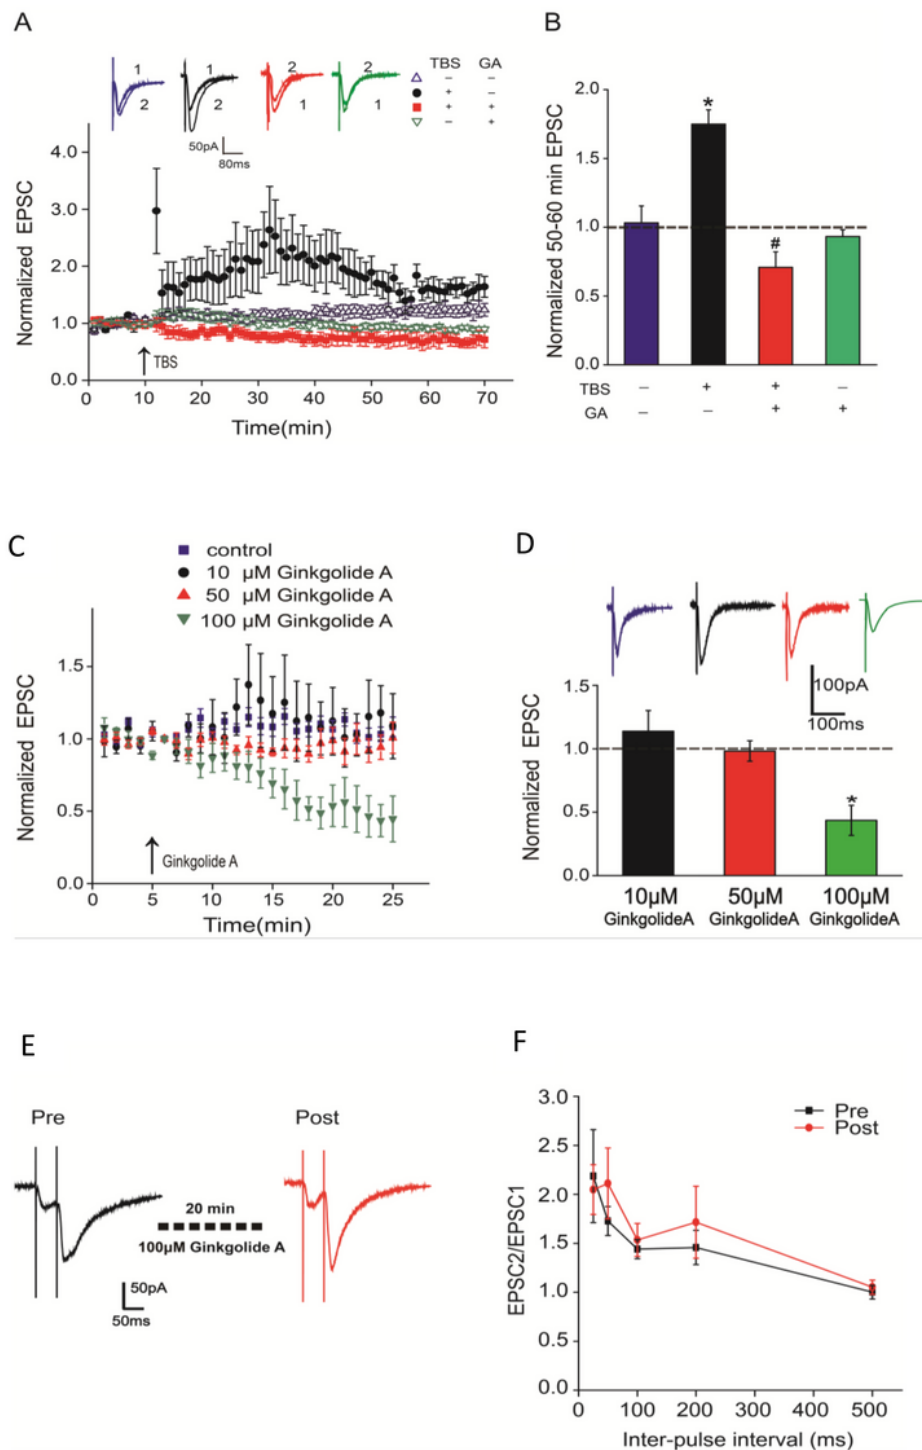 A
TBS GA
1 1 2 2
2 2 1 1
△ – –
● + –
■ + +
▽ – +
50pA
80ms
Normalized EPSC
4.0
3.0
2.0
1.0
0.0
TBS
0 10 20 30 40 50 60 70
Time(min)
B
Normalized 50-60 min EPSC
2.0
1.5
1.0
0.5
0.0
*
#
TBS – + + –
GA – – + +
C
control
10 µM Ginkgolide A
50 µM Ginkgolide A
100 µM Ginkgolide A
Normalized EPSC
1.5
1.0
0.5
0.0
Ginkgolide A
0 5 10 15 20 25
Time(min)
D
100pA
100ms
Normalized EPSC
1.5
1.0
0.5
0.0
*
10µM 50µM 100µM
GinkgolideA GinkgolideA GinkgolideA
E
Pre Post
20 min
100µM Ginkgolide A
50pA
50ms
F
Pre
Post
EPSC2/EPSC1
3.0
2.5
2.0
1.5
1.0
0.5
0.0
0 100 200 300 400 500
Inter-pulse interval (ms)